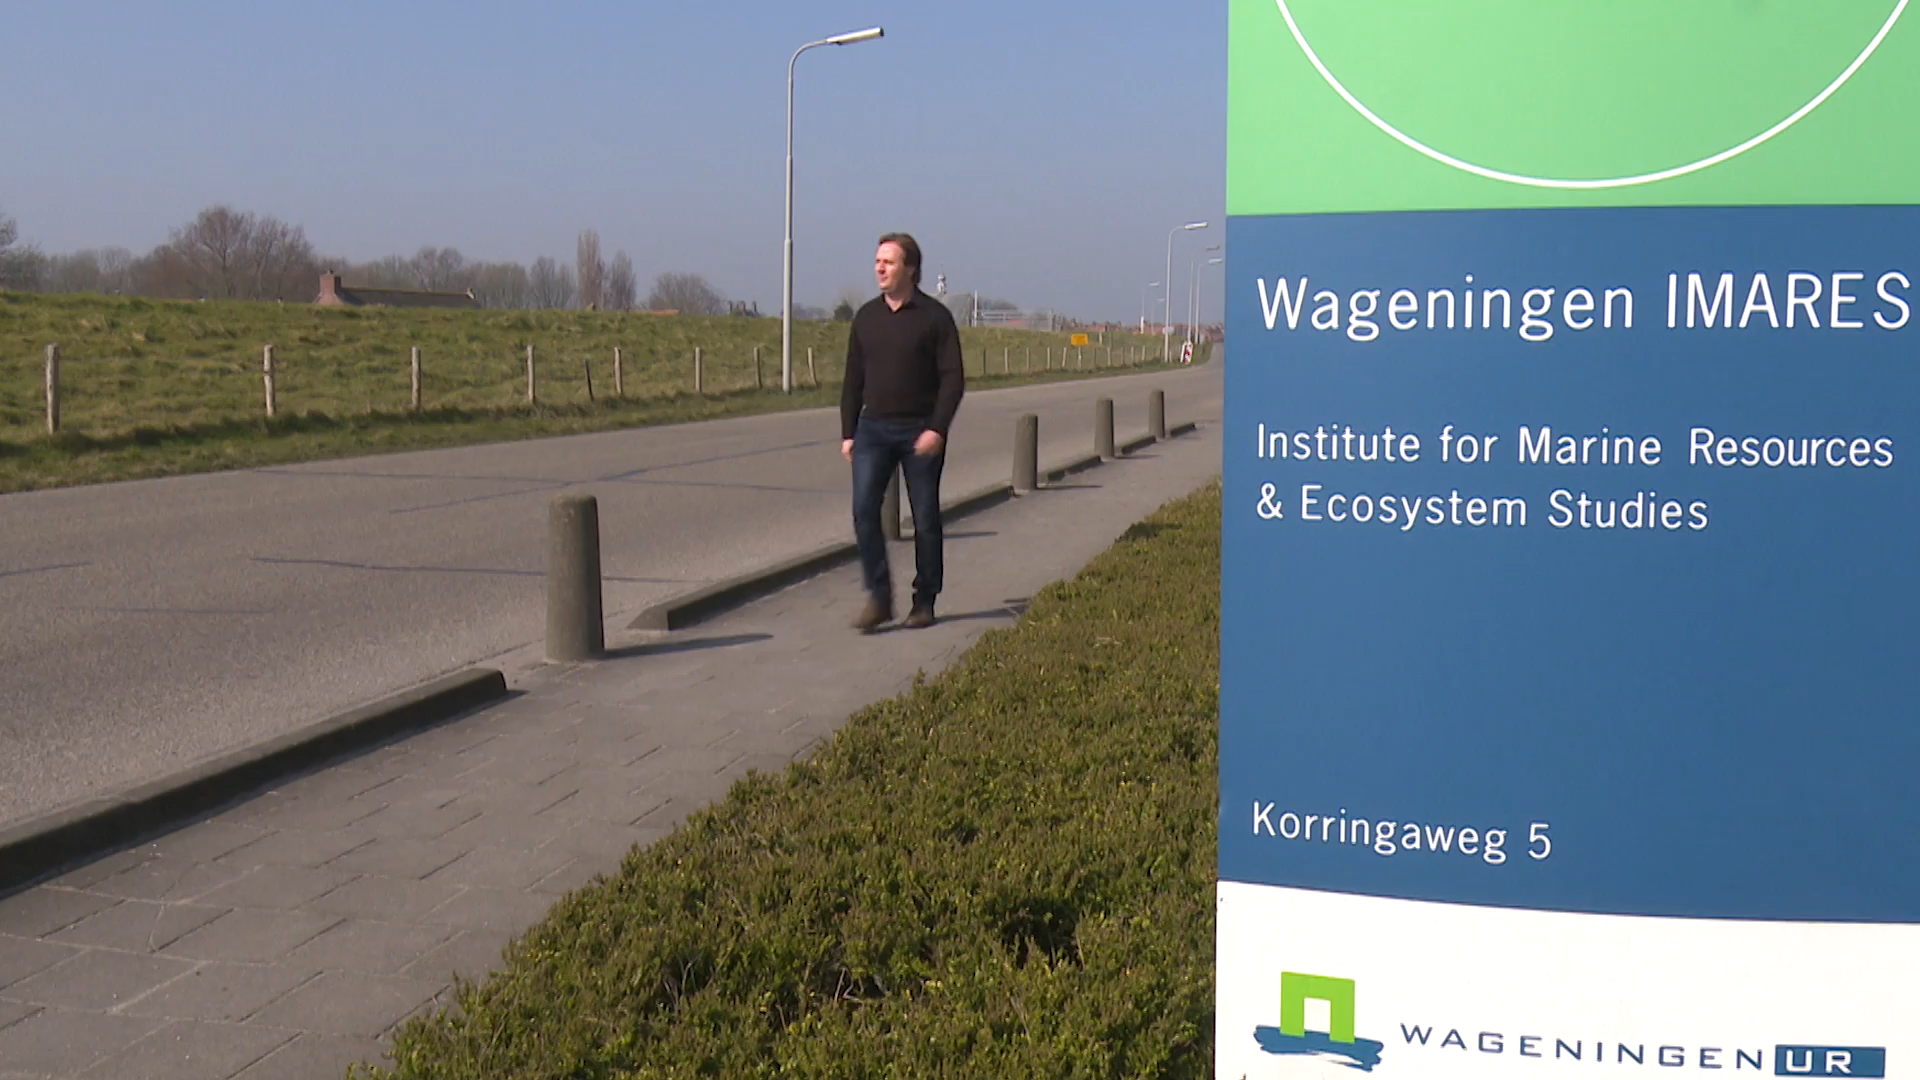 Wageningen IMARES
Institute for Marine Resources
& Ecosystem Studies
Korringaweg 5
WAGENINGEN UR